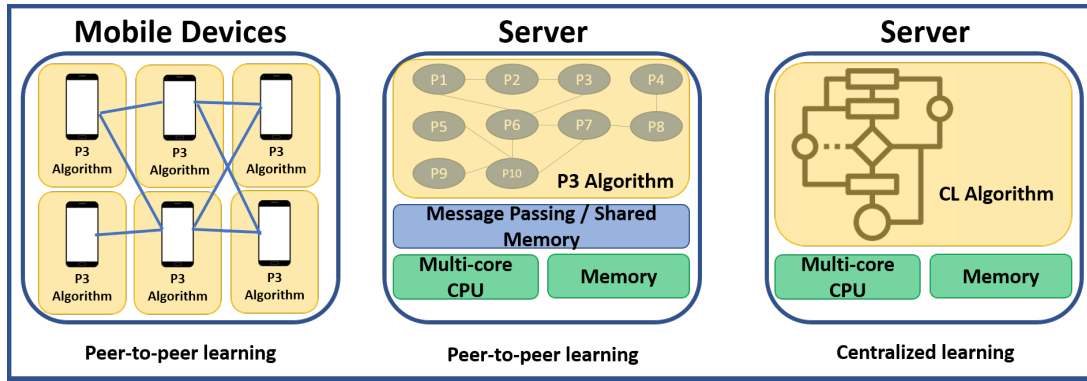 Mobile Devices
P3
Algorithm
P3
Algorithm
P3
Algorithm
P3
Algorithm
P3
Algorithm
P3
Algorithm
Peer-to-peer learning
Server
P1
P2
P3
P4
P5
P6
P7
P8
P9
P10
P3 Algorithm
Message Passing / Shared
Memory
Multi-core
CPU
Memory
Peer-to-peer learning
Server
CL Algorithm
Multi-core
CPU
Memory
Centralized learning